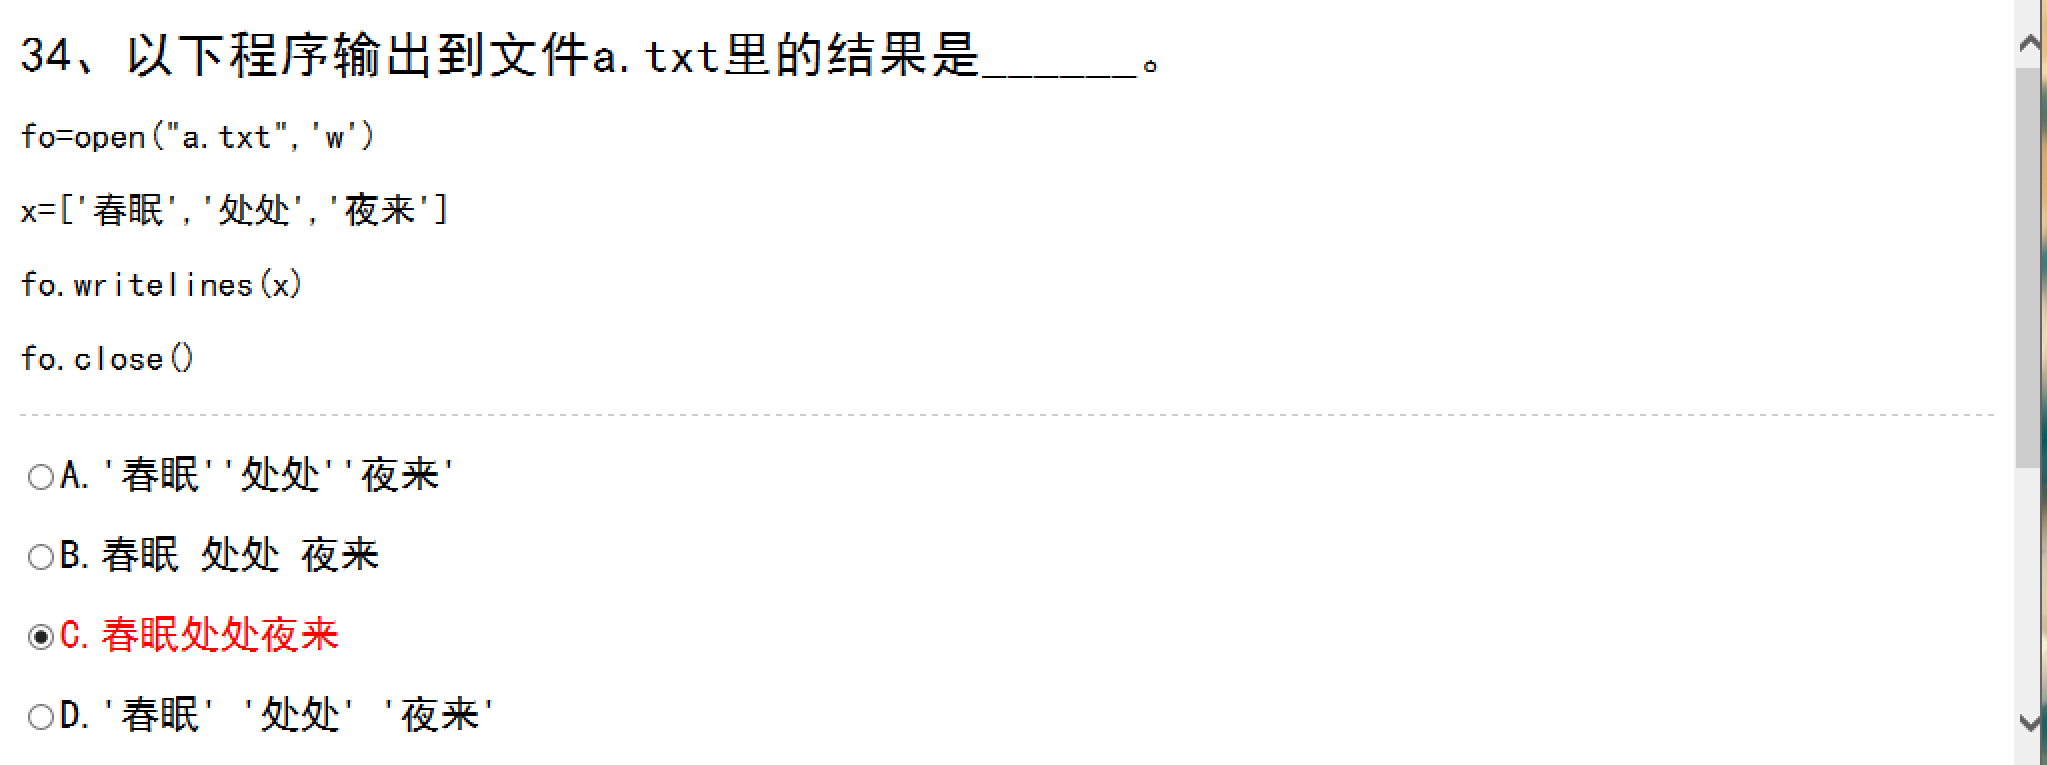 34、以下程序输出到文件a.txt里的结果是______。
fo=open("a.txt",'w')
x=['春眠','处处','夜来']
fo.writelines(x)
fo.close()
A.'春眠''处处''夜来'
B.春眠 处处 夜来
C.春眠处处夜来
D.'春眠' '处处' '夜来'